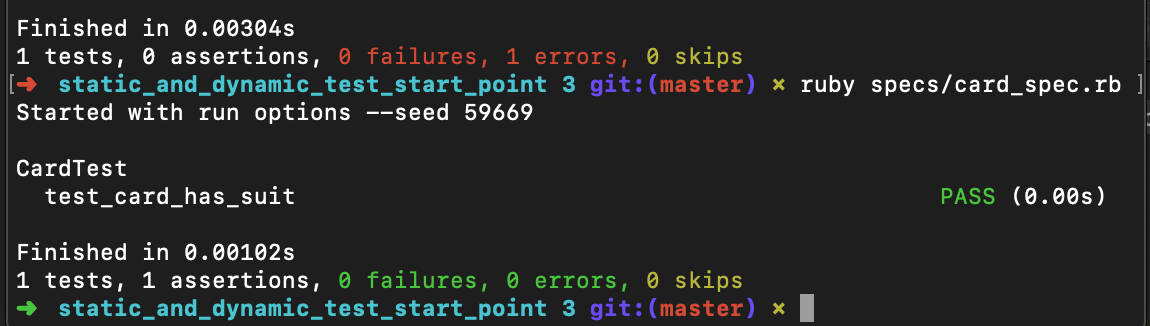 Finished in 0.00304s
1 tests, 0 assertions, 0 failures, 1 errors, 0 skips
[➜  static_and_dynamic_test_start_point 3 git:(master) × ruby specs/card_spec.rb ]
Started with run options --seed 59669
CardTest
test_card_has_suit PASS (0.00s)
Finished in 0.00102s
1 tests, 1 assertions, 0 failures, 0 errors, 0 skips
➜  static_and_dynamic_test_start_point 3 git:(master) ×